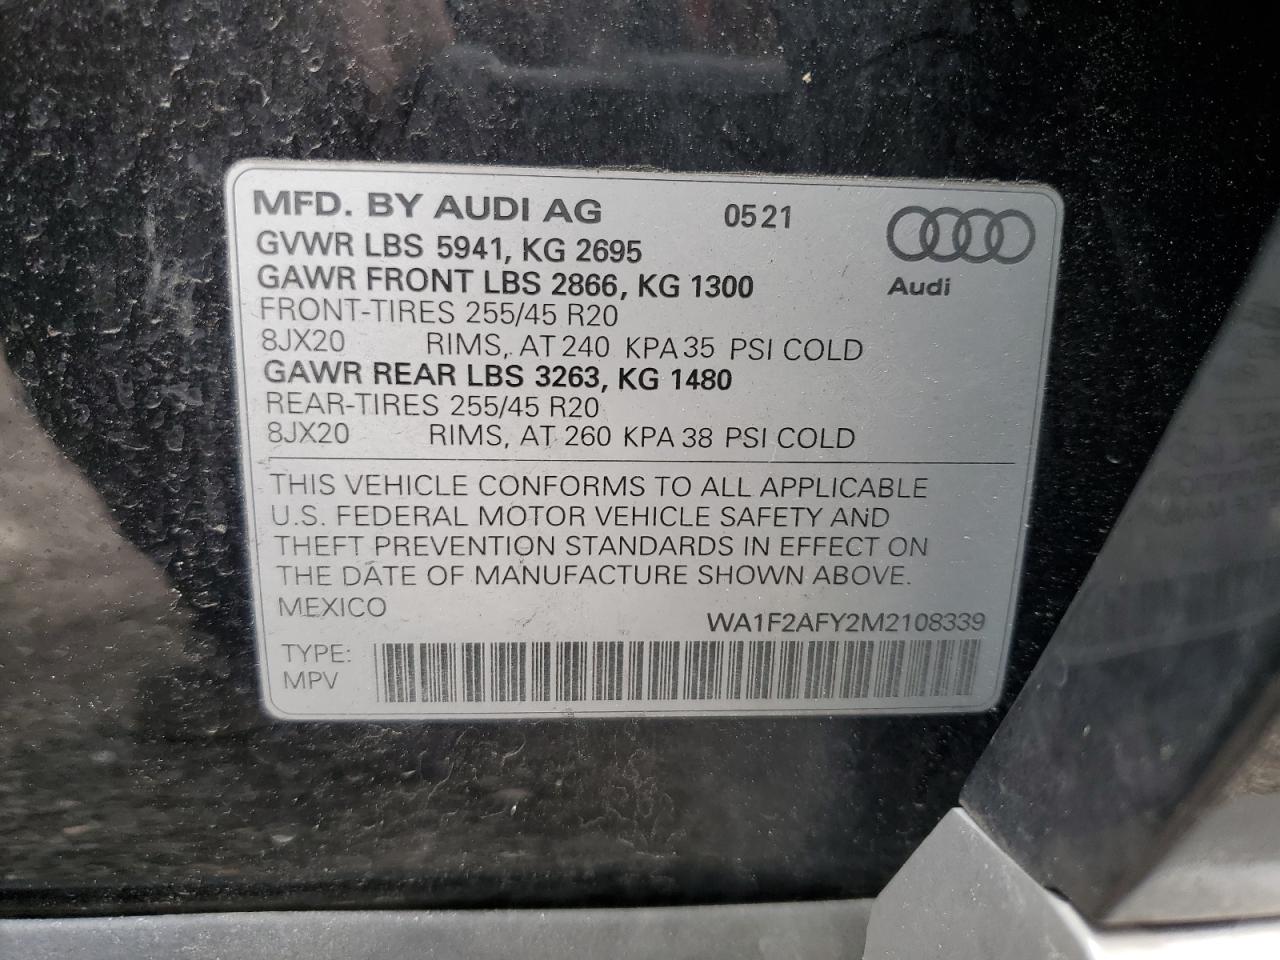 MFD. BY AUDI AG 0521
GVWR LBS 5941, KG 2695
GAWR FRONT LBS 2866, KG 1300
Audi
FRONT-TIRES 255/45 R20
8JX20 RIMS, AT 240 KPA 35 PSI COLD
GAWR REAR LBS 3263, KG 1480
REAR-TIRES 255/45 R20
8JX20 RIMS, AT 260 KPA 38 PSI COLD
THIS VEHICLE CONFORMS TO ALL APPLICABLE
U.S. FEDERAL MOTOR VEHICLE SAFETY AND
THEFT PREVENTION STANDARDS IN EFFECT ON
THE DATE OF MANUFACTURE SHOWN ABOVE.
MEXICO WA1F2AFY2M2108339
TYPE:
MPV